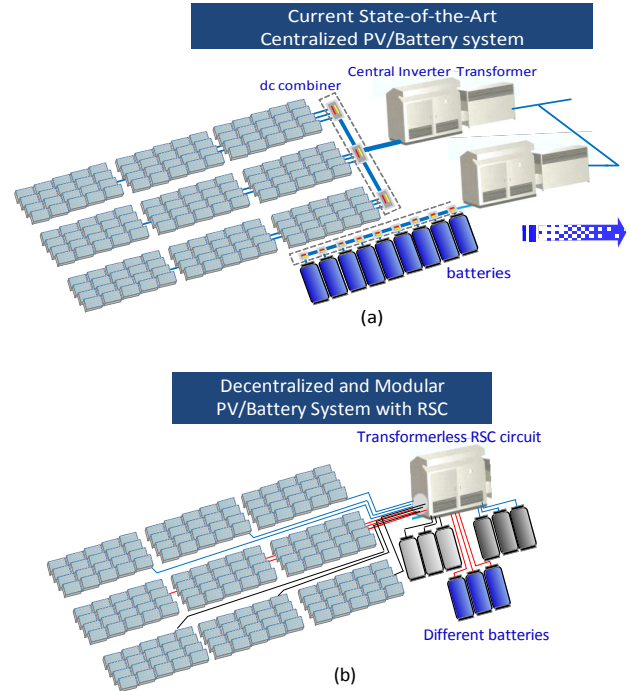 Current State-of-the-Art
Centralized PV/Battery system
Central Inverter Transformer
dc combiner
batteries
(a)
Decentralized and Modular
PV/Battery System with RSC
Transformerless RSC circuit
Different batteries
(b)